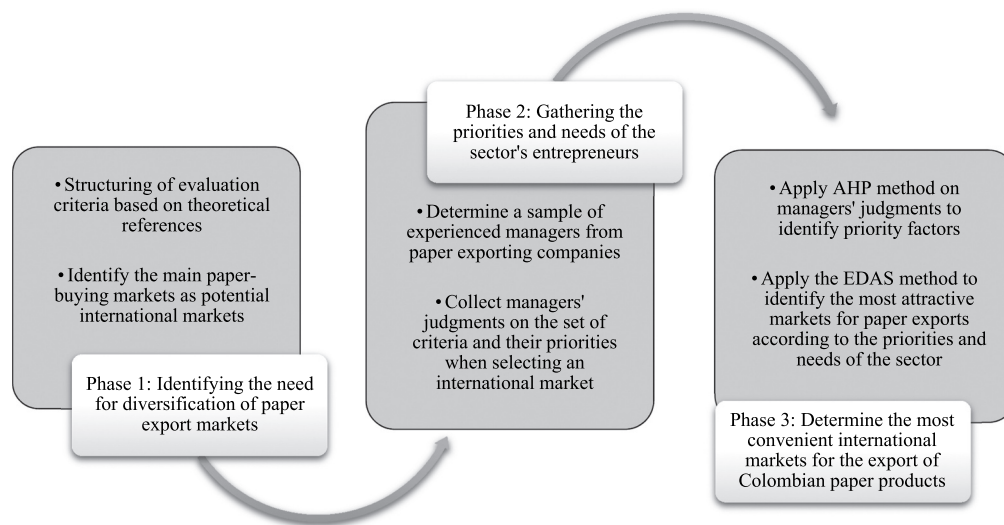 • Structuring of evaluation
criteria based on theoretical
references
• Identify the main paper-
buying markets as potential
international markets
Phase 1: Identifying the need
for diversification of paper
export markets
Phase 2: Gathering the
priorities and needs of the
sector's entrepreneurs
• Determine a sample of
experienced managers from
paper exporting companies
• Collect managers'
judgments on the set of
criteria and their priorities
when selecting an
international market
• Apply AHP method on
managers' judgments to
identify priority factors
• Apply the EDAS method to
identify the most attractive
markets for paper exports
according to the priorities and
needs of the sector
Phase 3: Determine the most
convenient international
markets for the export of
Colombian paper products